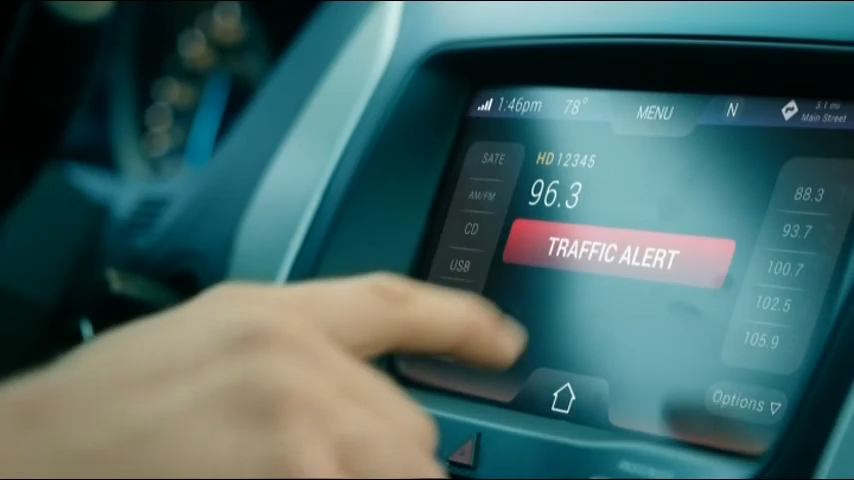 1:46pm 78° MENU N 3.1 mi
Main Street
SATE
AM/FM
CD
USB
HD 12345
96.3
TRAFFIC ALERT
88.3
93.7
100.7
102.5
105.9
Options